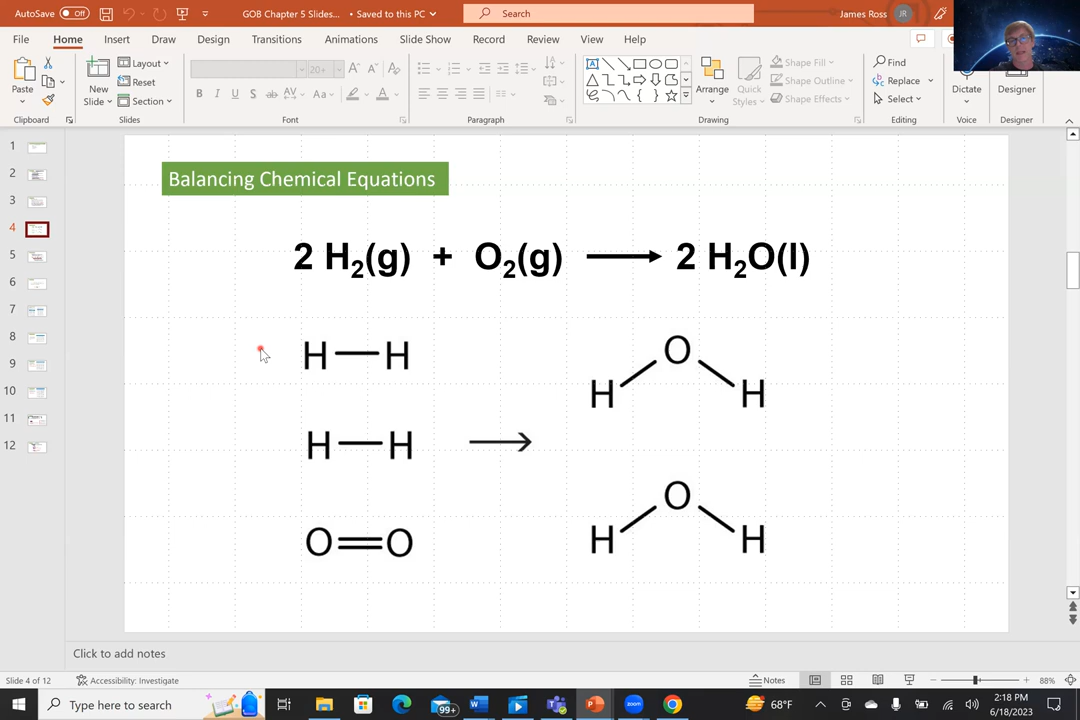 AutoSave Off GOB Chapter 5 Slides... • Saved to this PC Search James Ross JR
File Home Insert Draw Design Transitions Animations Slide Show Record Review View Help
Paste New Slide Layout Reset Section 20+ Arrange Quick Styles Shape Fill Shape Outline Shape Effects Find Replace Select Dictate Designer
B I U S ab AV Aa A
Clipboard Slides Font Paragraph Drawing Editing Voice Designer
1
2
3
4
5
6
7
8
9
10
11
12
Balancing Chemical Equations
2 H₂(g) + O₂(g) ⟶ 2 H₂O(l)
H—H
O
H H
H—H →
O
H H
O=O
Click to add notes
Slide 4 of 12 Accessibility: Investigate Notes 88%
Type here to search 99+ zoom 68°F 2:18 PM
6/18/2023